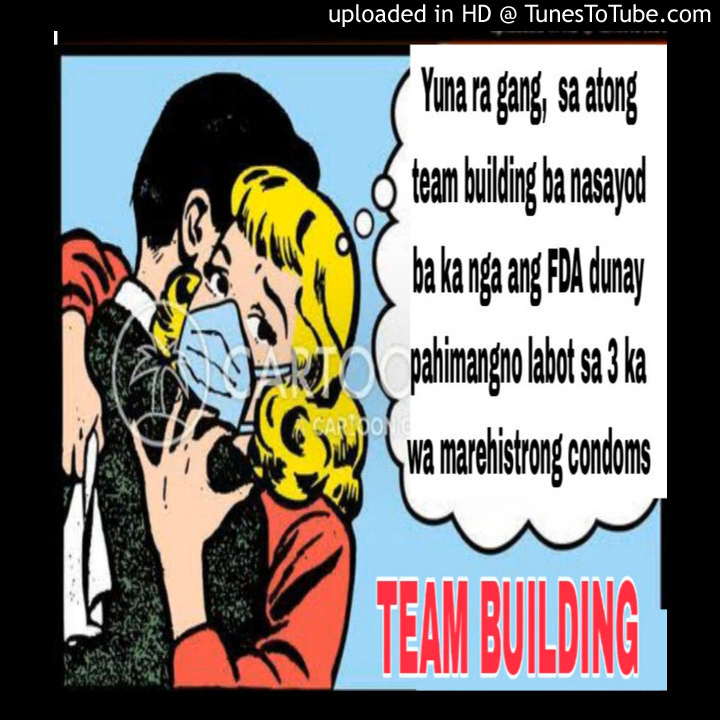 uploaded in HD @ TunesToTube.com
Yuna ra gang, sa atong
team building ba nasayod
ba ka nga ang FDA dunay
pahimangno labot sa 3 ka
wa marehistrong condoms
TEAM BUILDING